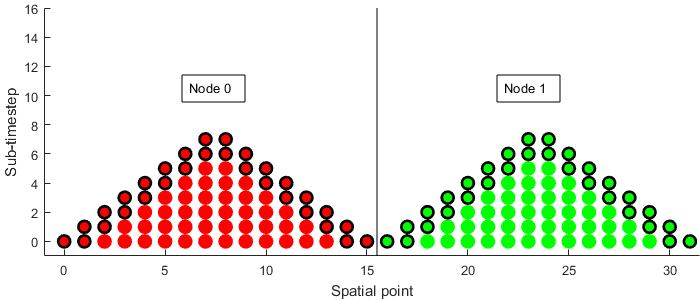 16
14
12
10
8
6
4
2
0
Sub-timestep
Node 0
Node 1
0 5 10 15 20 25 30
Spatial point